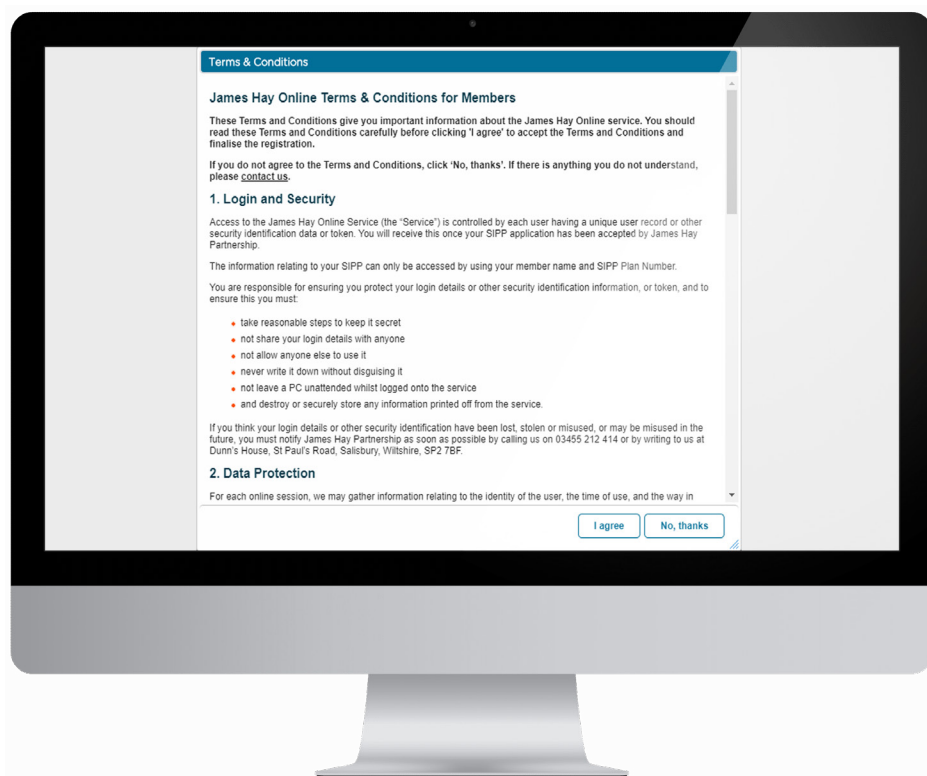 Terms & Conditions
James Hay Online Terms & Conditions for Members
These Terms and Conditions give you important information about the James Hay Online service. You should
read these Terms and Conditions carefully before clicking 'I agree' to accept the Terms and Conditions and
finalise the registration.
If you do not agree to the Terms and Conditions, click ‘No, thanks’. If there is anything you do not understand,
please contact us.
1. Login and Security
Access to the James Hay Online Service (the “Service”) is controlled by each user having a unique user record or other
security identification data or token. You will receive this once your SIPP application has been accepted by James Hay
Partnership.
The information relating to your SIPP can only be accessed by using your member name and SIPP Plan Number.
You are responsible for ensuring you protect your login details or other security identification information, or token, and to
ensure this you must:
• take reasonable steps to keep it secret
• not share your login details with anyone
• not allow anyone else to use it
• never write it down without disguising it
• not leave a PC unattended whilst logged onto the service
• and destroy or securely store any information printed off from the service.
If you think your login details or other security identification have been lost, stolen or misused, or may be misused in the
future, you must notify James Hay Partnership as soon as possible by calling us on 03455 212 414 or by writing to us at
Dunn's House, St Paul's Road, Salisbury, Wiltshire, SP2 7BF.
2. Data Protection
For each online session, we may gather information relating to the identity of the user, the time of use, and the way in
I agree
No, thanks